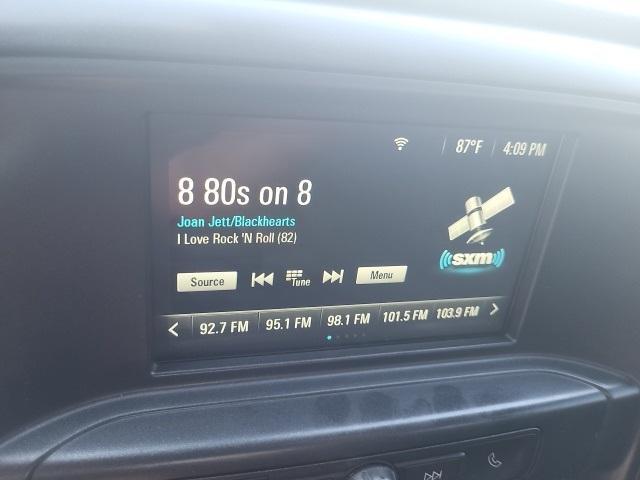 87°F 4:09 PM
8 80s on 8
Joan Jett/Blackhearts
I Love Rock 'N Roll (82)
sxm
Source Tune Menu
92.7 FM 95.1 FM 98.1 FM 101.5 FM 103.9 FM